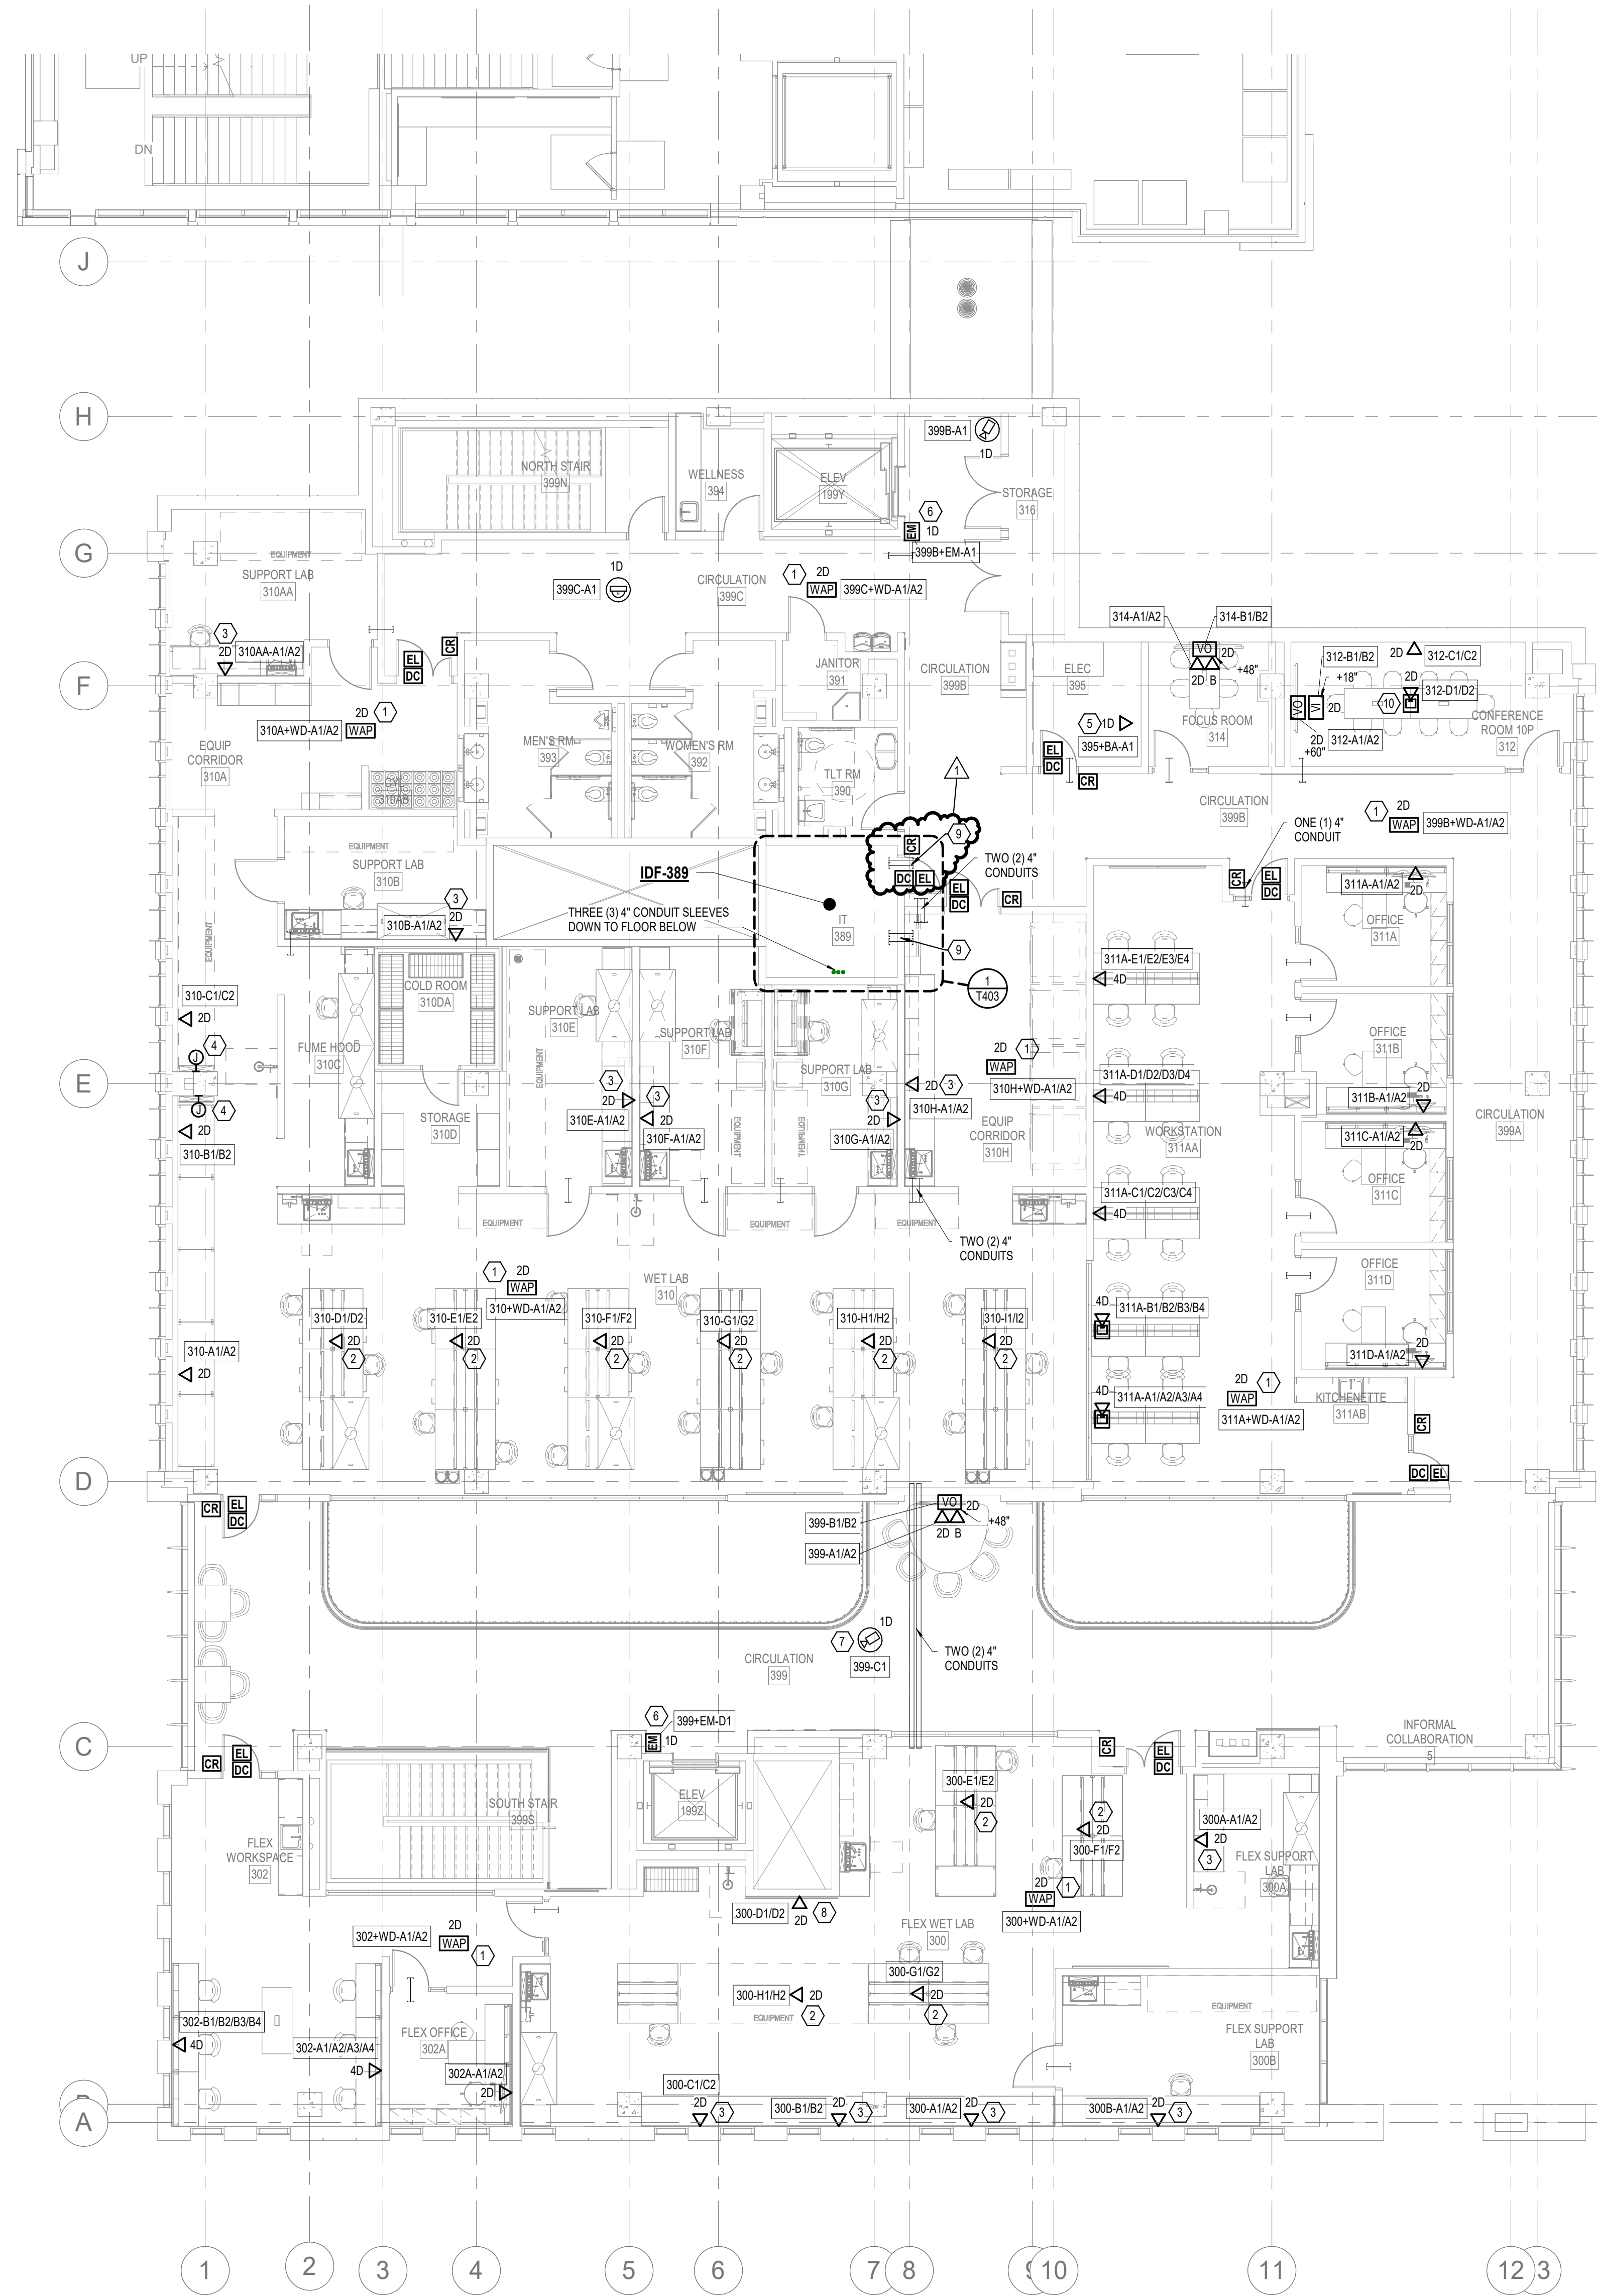 UP
DN
J
H
399B-A1
1D
NORTH STAIR
399N
WELLNESS
394
ELEV
199Y
STORAGE
316
6
EM
1D
399B+EM-A1
G
EQUIPMENT
SUPPORT LAB
310AA
1D
399C-A1
CIRCULATION
399C
1
2D
WAP
399C+WD-A1/A2
314-A1/A2
314-B1/B2
3
2D
310AA-A1/A2
CR
EL
DC
JANITOR
391
CIRCULATION
399B
ELEC
395
VO
2D
+48"
2D B
312-B1/B2
+18"
2D
312-C1/C2
2D
312-D1/D2
10
F
FOCUS ROOM
314
VO
VI
2D
CONFERENCE
ROOM 10P
312
2D
1
WAP
310A+WD-A1/A2
5
1D
395+BA-A1
312-A1/A2
2D
+60"
EQUIP
CORRIDOR
310A
MEN'S RM
393
WOMEN'S RM
392
EL
DC
CR
TLT RM
390
1
CYL
310AB
CIRCULATION
399B
1
2D
WAP
399B+WD-A1/A2
ONE (1) 4"
CONDUIT
9
CR
EQUIPMENT
SUPPORT LAB
310B
IDF-389
DC
EL
TWO (2) 4"
CONDUITS
EL
DC
CR
CR
EL
DC
311A-A1/A2
2D
OFFICE
311A
THREE (3) 4" CONDUIT SLEEVES
DOWN TO FLOOR BELOW
IT
389
3
2D
310B-A1/A2
EQUIPMENT
9
311A-E1/E2/E3/E4
4D
COLD ROOM
310DA
1
T403
310-C1/C2
2D
SUPPORT LAB
310E
SUPPORT LAB
310F
OFFICE
311B
4
J
FUME HOOD
310C
2D
1
WAP
310H+WD-A1/A2
EQUIPMENT
SUPPORT LAB
310G
311A-D1/D2/D3/D4
4D
E
2D
3
310H-A1/A2
2D
311B-A1/A2
J
4
3
2D
310E-A1/A2
3
2D
310F-A1/A2
3
2D
310G-A1/A2
CIRCULATION
399A
2D
310-B1/B2
STORAGE
310D
EQUIPMENT
EQUIPMENT
EQUIP
CORRIDOR
310H
WORKSTATION
311AA
311C-A1/A2
2D
OFFICE
311C
311A-C1/C2/C3/C4
4D
EQUIPMENT
EQUIPMENT
EQUIPMENT
TWO (2) 4"
CONDUITS
OFFICE
311D
1
2D
WAP
310+WD-A1/A2
WET LAB
310
310-D1/D2
2D
2
310-E1/E2
2D
2
310-F1/F2
2D
2
310-G1/G2
2D
2
310-H1/H2
2D
2
310-I1/I2
2D
2
4D
311A-B1/B2/B3/B4
310-A1/A2
2D
311D-A1/A2
2D
4D
311A-A1/A2/A3/A4
2D
1
WAP
311A+WD-A1/A2
KITCHENETTE
311AB
CR
D
DC
EL
CR
EL
DC
VO
2D
+48"
399-B1/B2
2D B
399-A1/A2
1D
7
399-C1
CIRCULATION
399
TWO (2) 4"
CONDUITS
6
399+EM-D1
EM
1D
C
CR
EL
DC
CR
EL
DC
INFORMAL
COLLABORATION
5
ELEV
199Z
SOUTH STAIR
399S
300-E1/E2
2D
2
2
2D
300-F1/F2
300A-A1/A2
2D
3
FLEX
WORKSPACE
302
FLEX SUPPORT
LAB
300A
2D
1
WAP
300+WD-A1/A2
300-D1/D2
2D
8
FLEX WET LAB
300
302+WD-A1/A2
2D
WAP
1
300-G1/G2
2D
2
300-H1/H2
2D
EQUIPMENT
2
EQUIPMENT
FLEX SUPPORT
LAB
300B
302-B1/B2/B3/B4
4D
302-A1/A2/A3/A4
4D
FLEX OFFICE
302A
302A-A1/A2
2D
300-C1/C2
2D
3
300-B1/B2
2D
3
300-A1/A2
2D
3
300B-A1/A2
2D
3
A
1
2
3
4
5
6
7
8
10
11
12